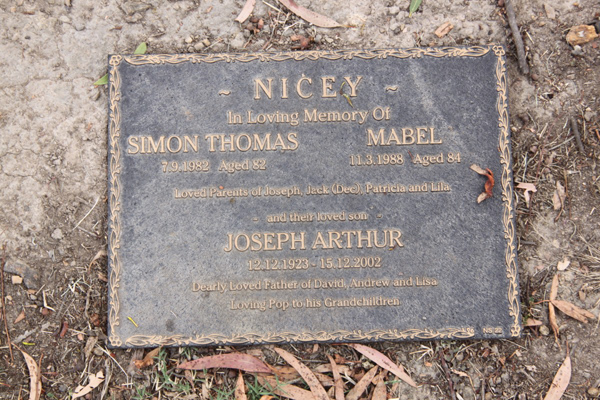 ~ NICEY ~
In Loving Memory Of
SIMON THOMAS MABEL
7.9.1982 Aged 82 11.3.1988 Aged 84
Loved Parents of Joseph, Jack (Dec), Patricia and Lila
- and their loved son -
JOSEPH ARTHUR
12.12.1923 - 15.12.2002
Dearly Loved Father of David, Andrew and Lisa
Loving Pop to his Grandchildren